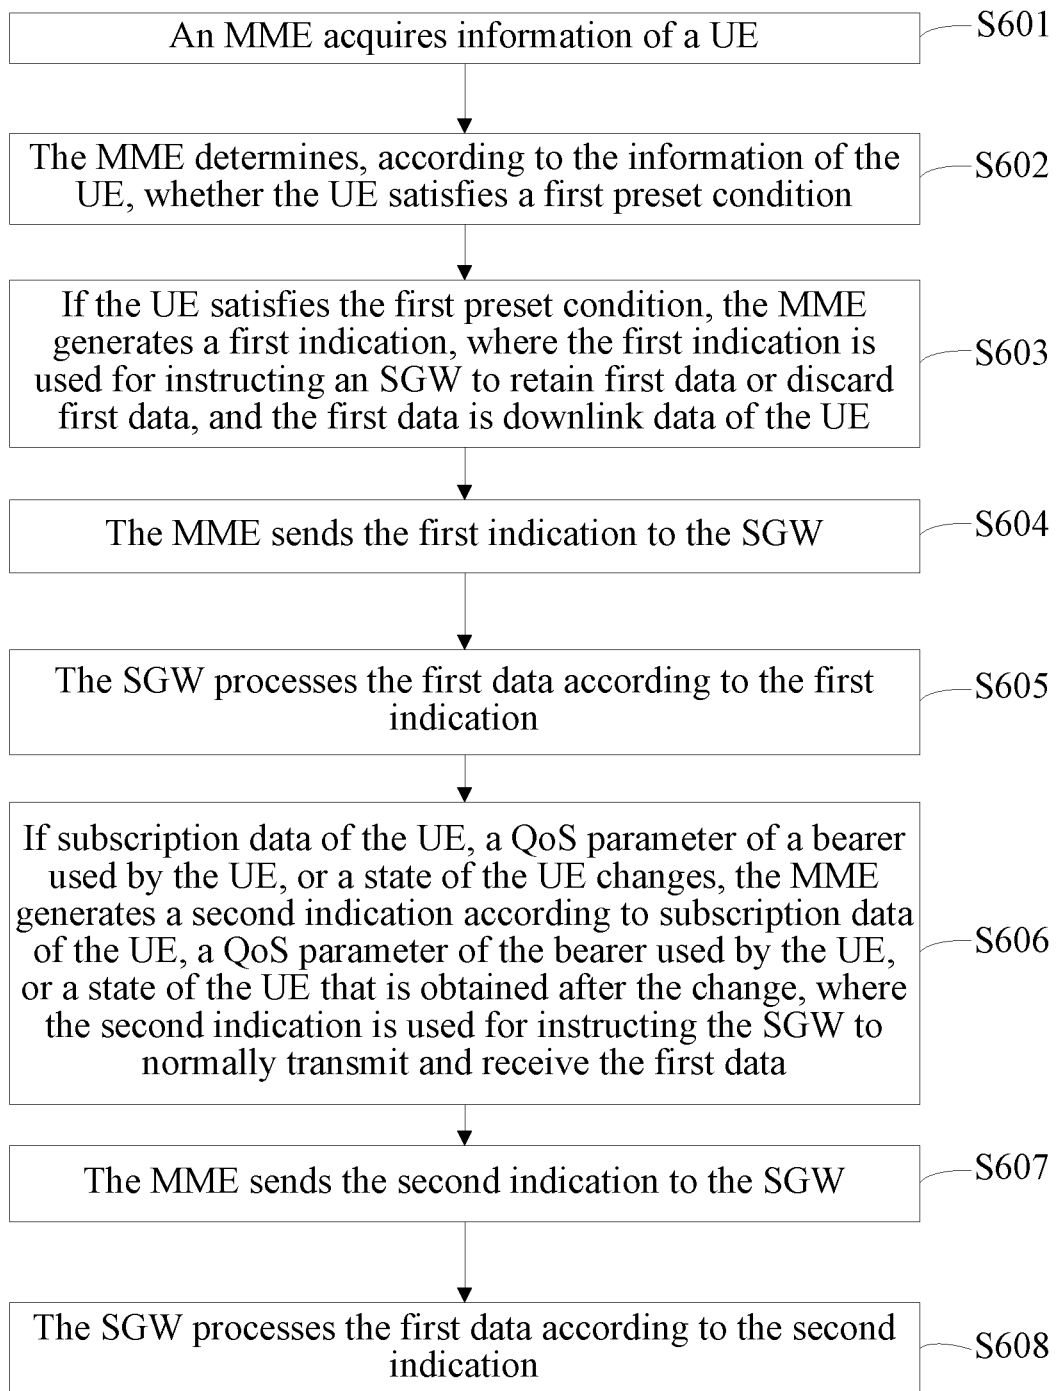 An MME acquires information of a UE
S601
The MME determines, according to the information of the
UE, whether the UE satisfies a first preset condition
S602
If the UE satisfies the first preset condition, the MME
generates a first indication, where the first indication is
used for instructing an SGW to retain first data or discard
first data, and the first data is downlink data of the UE
S603
The MME sends the first indication to the SGW
S604
The SGW processes the first data according to the first
indication
S605
If subscription data of the UE, a QoS parameter of a bearer
used by the UE, or a state of the UE changes, the MME
generates a second indication according to subscription data
of the UE, a QoS parameter of the bearer used by the UE,
or a state of the UE that is obtained after the change, where
the second indication is used for instructing the SGW to
normally transmit and receive the first data
S606
The MME sends the second indication to the SGW
S607
The SGW processes the first data according to the second
indication
S608